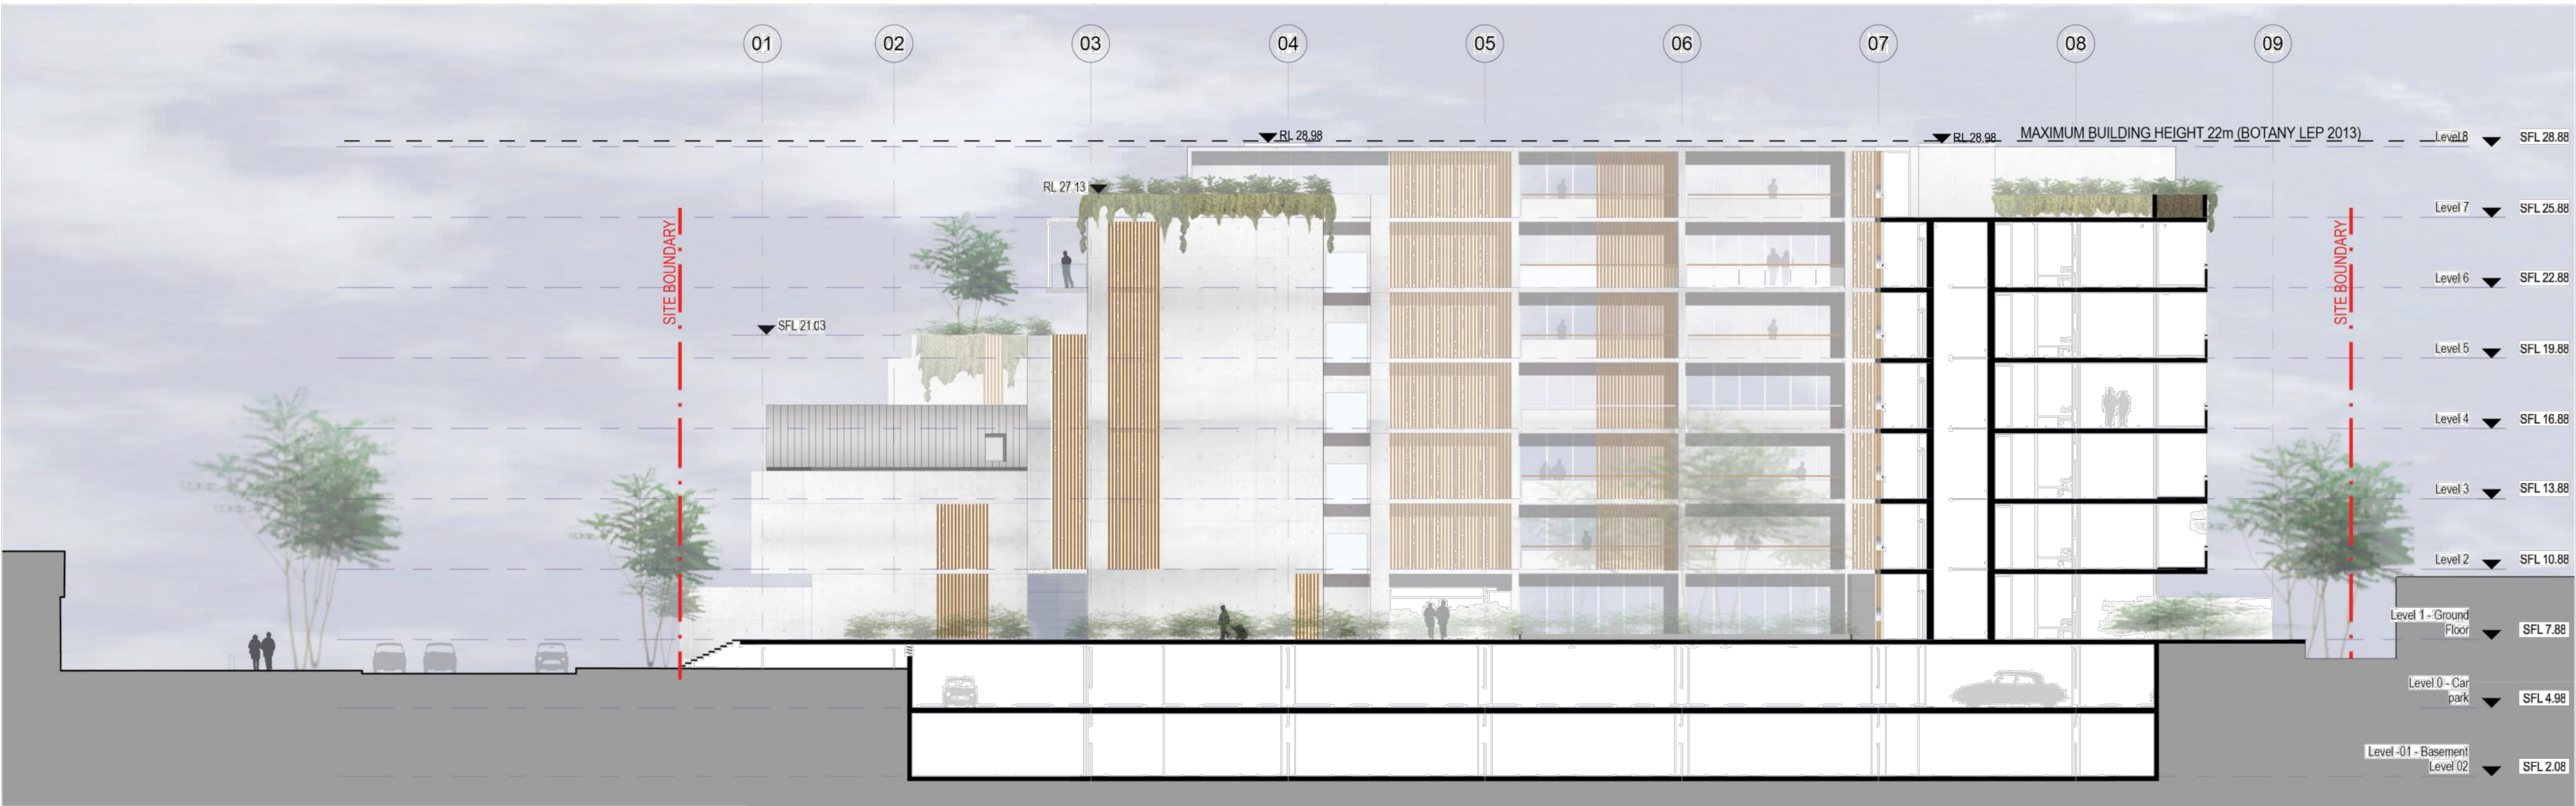 01 02 03 04 05 06 07 08 09
RL 28.98
RL 28.98
MAXIMUM BUILDING HEIGHT 22m (BOTANY LEP 2013)
Level 8 SFL 28.88
RL 27.13
Level 7 SFL 25.88
SITE BOUNDARY
SITE BOUNDARY
Level 6 SFL 22.88
SFL 21.03
Level 5 SFL 19.88
Level 4 SFL 16.88
Level 3 SFL 13.88
Level 2 SFL 10.88
Level 1 - Ground
Floor SFL 7.88
Level 0 - Car
park SFL 4.98
Level -01 - Basement
Level 02 SFL 2.08